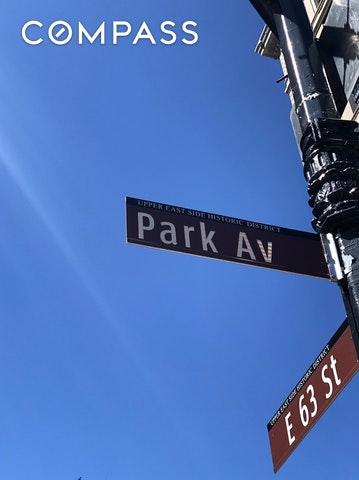 COMPASS
UPPER EAST SIDE HISTORIC DISTRICT
Park Av
UPPER EAST SIDE HISTORIC DISTRICT
E 63 St